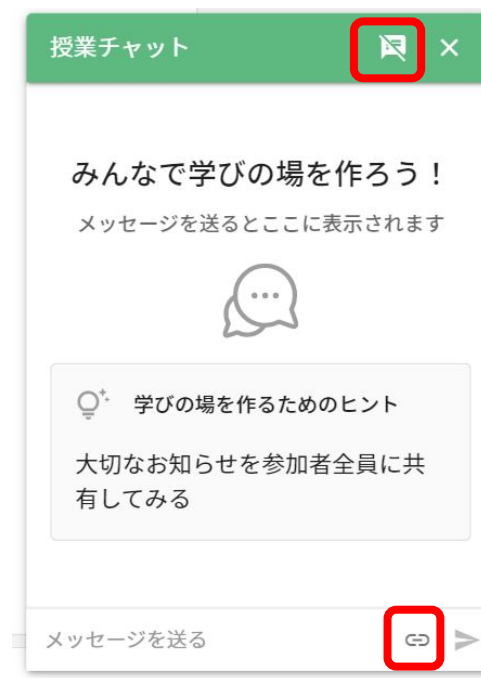 授業チャット
みんなで学びの場を作ろう！
メッセージを送るとここに表示されます
学びの場を作るためのヒント
大切なお知らせを参加者全員に共
有してみる
メッセージを送る